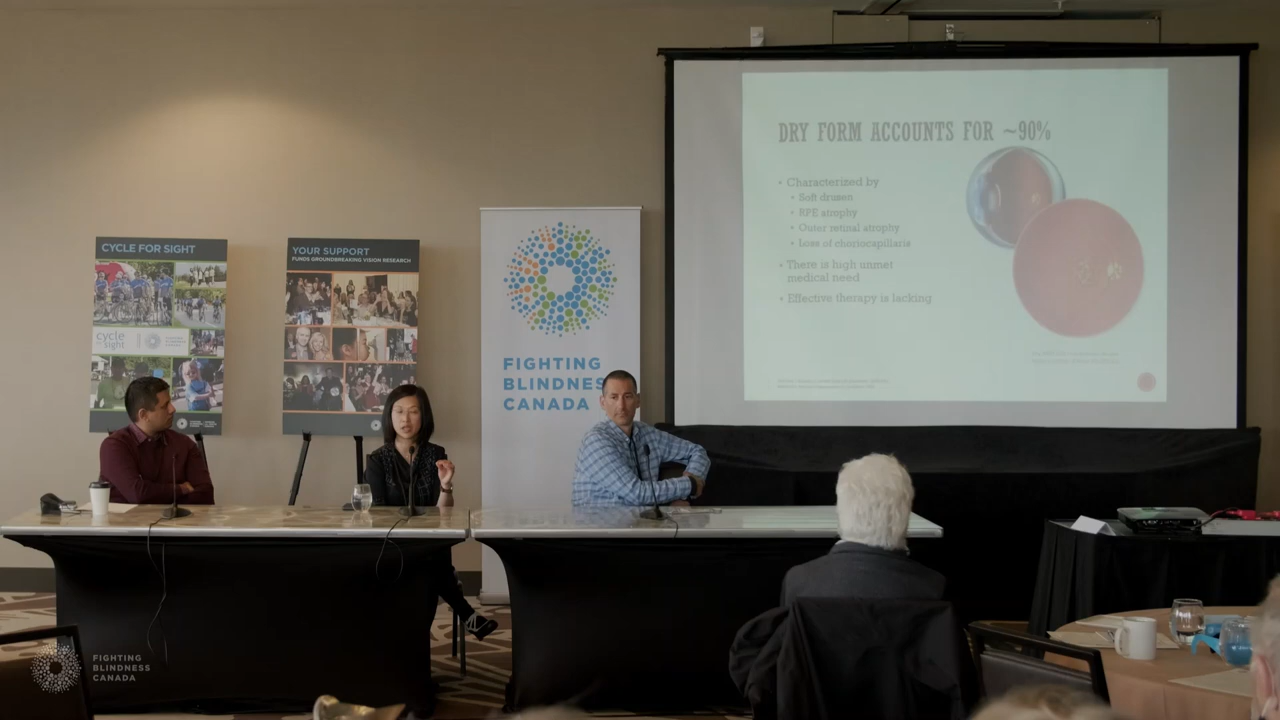 CYCLE FOR SIGHT
cycle
sight
YOUR SUPPORT
FUNDS GROUNDBREAKING VISION RESEARCH
FIGHTING
BLINDNES
CANADA
DRY FORM ACCOUNTS FOR ~90%
• Characterized by
• Soft drusen
• RPE atrophy
• Outer retinal atrophy
• Loss of choriocapillaris
• There is high unmet
medical need
• Effective therapy is lacking
FIGHTING
BLINDNESS
CANADA